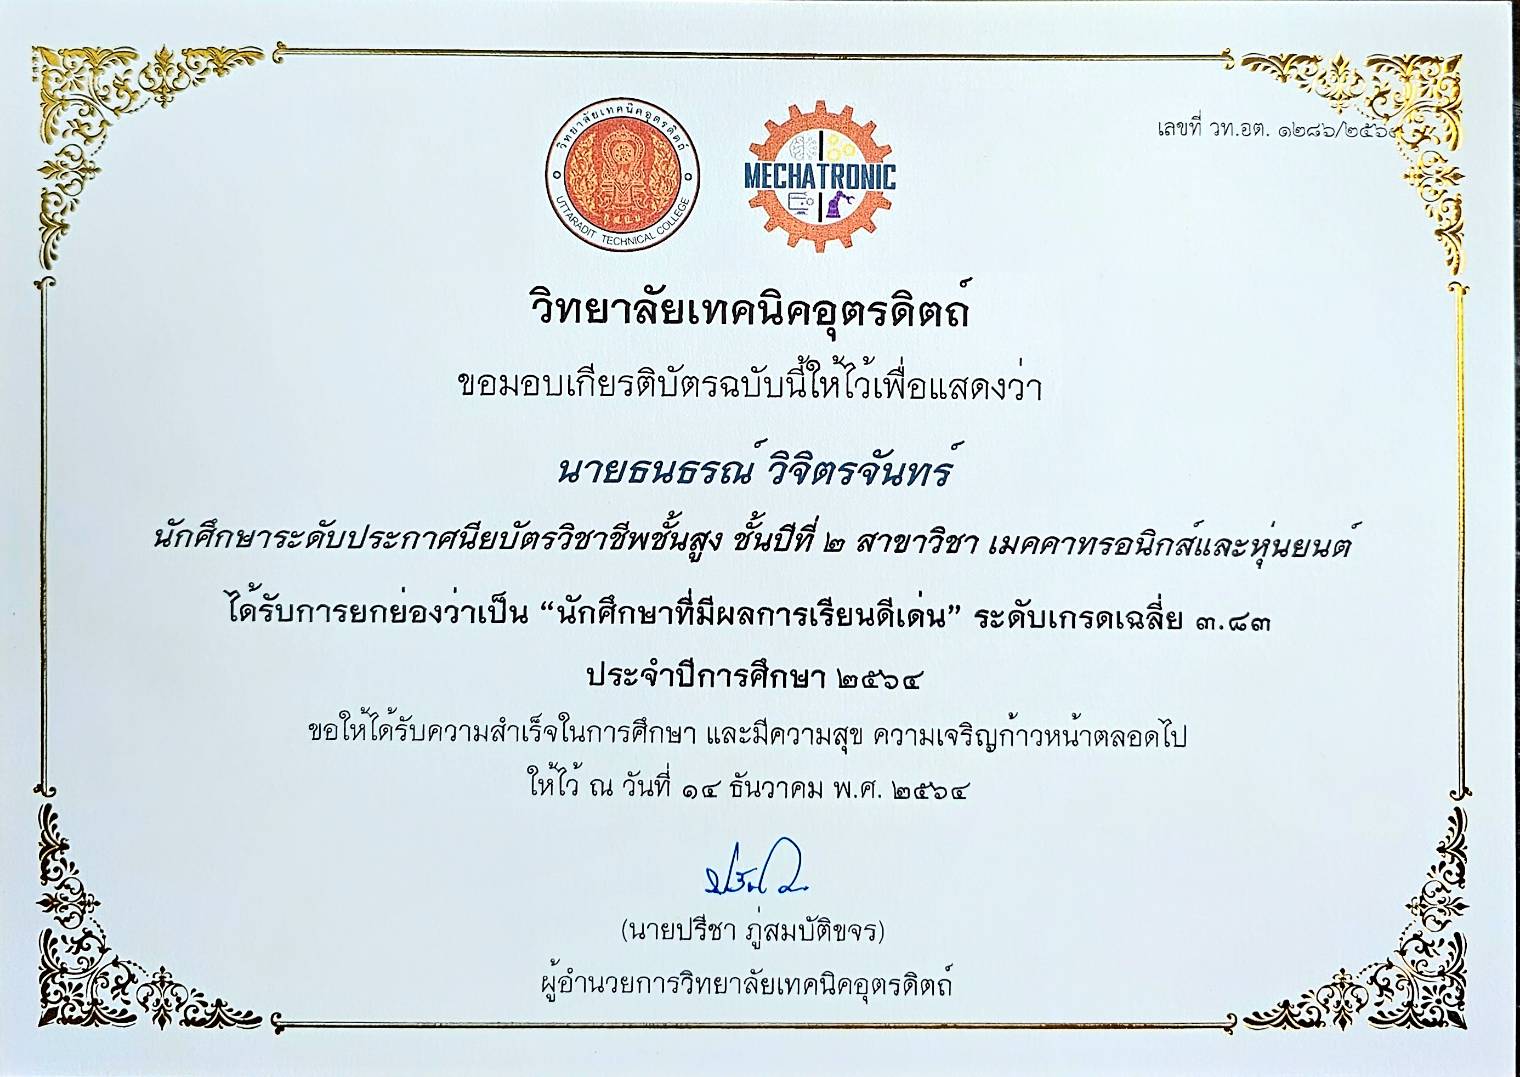 วิทยาลัยเทคนิคอุตรดิตถ์
UTTARADIT TECHNICAL COLLEGE
MECHATRONIC
เลขที่ วท.อต. ๑๒๘๖/
วิทยาลัยเทคนิคอุตรดิตถ์
ขอมอบเกียรติบัตรฉบับนี้ให้ไว้เพื่อแสดงว่า
นายธนธรณ์ วิจิตรจันทร์
นักศึกษาระดับประกาศนียบัตรวิชาชีพชั้นสูง ชั้นปีที่ ๒ สาขาวิชา เมคคาทรอนิกส์และหุ่นยนต์
ได้รับการยกย่องว่าเป็น “นักศึกษาที่มีผลการเรียนดีเด่น” ระดับเกรดเฉลี่ย ๓.๘๓
ประจำปีการศึกษา ๒๕๖๔
ขอให้ได้รับความสำเร็จในการศึกษา และมีความสุข ความเจริญก้าวหน้าตลอดไป
ให้ไว้ ณ วันที่ ๑๔ ธันวาคม พ.ศ. ๒๕๖๔
(นายปรีชา ภู่สมบัติขจร)
ผู้อำนวยการวิทยาลัยเทคนิคอุตรดิตถ์